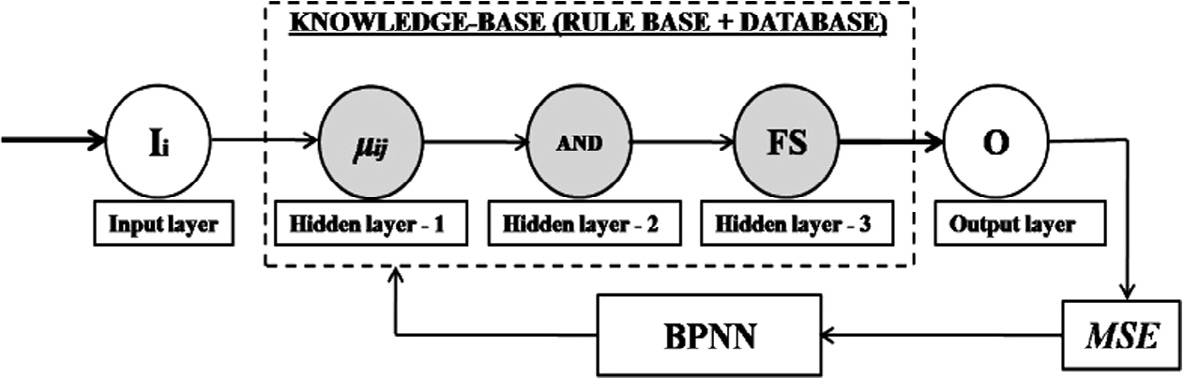 KNOWLEDGE-BASE (RULE BASE + DATABASE)
Ii
μij
AND
FS
O
Input layer
Hidden layer - 1
Hidden layer - 2
Hidden layer - 3
Output layer
BPNN
MSE